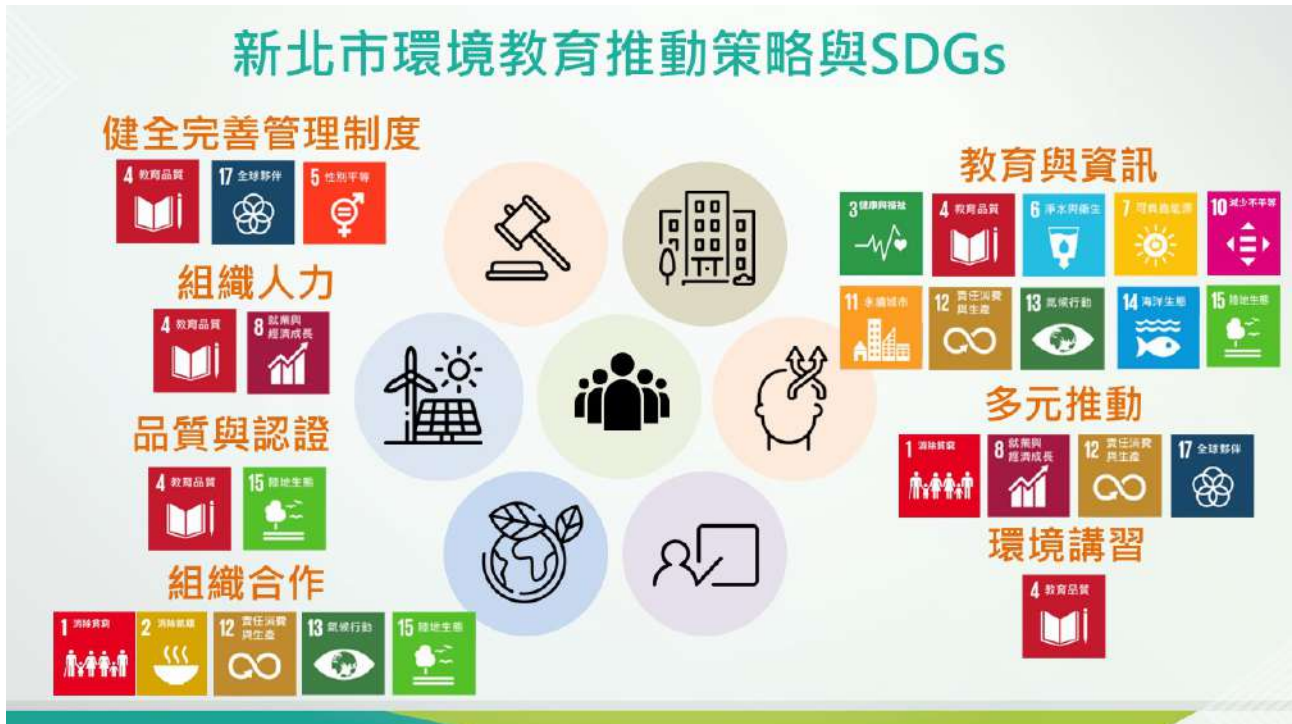 新北市環境教育推動策略與SDGs
健全完善管理制度
4 教育品質
17 全球夥伴
5 性別平等
組織人力
4 教育品質
8 就業與
經濟成長
品質與認證
4 教育品質
15 陸地生態
組織合作
1 消除貧窮
2 消除飢餓
12 責任消費
與生產
13 氣候行動
15 陸地生態
教育與資訊
3 健康與福祉
4 教育品質
6 淨水與衛生
7 可負擔能源
10 減少不平等
11 永續城市
12 責任消費
與生產
13 氣候行動
14 海洋生態
15 陸地生態
多元推動
1 消除貧窮
8 就業與
經濟成長
12 責任消費
與生產
17 全球夥伴
環境講習
4 教育品質